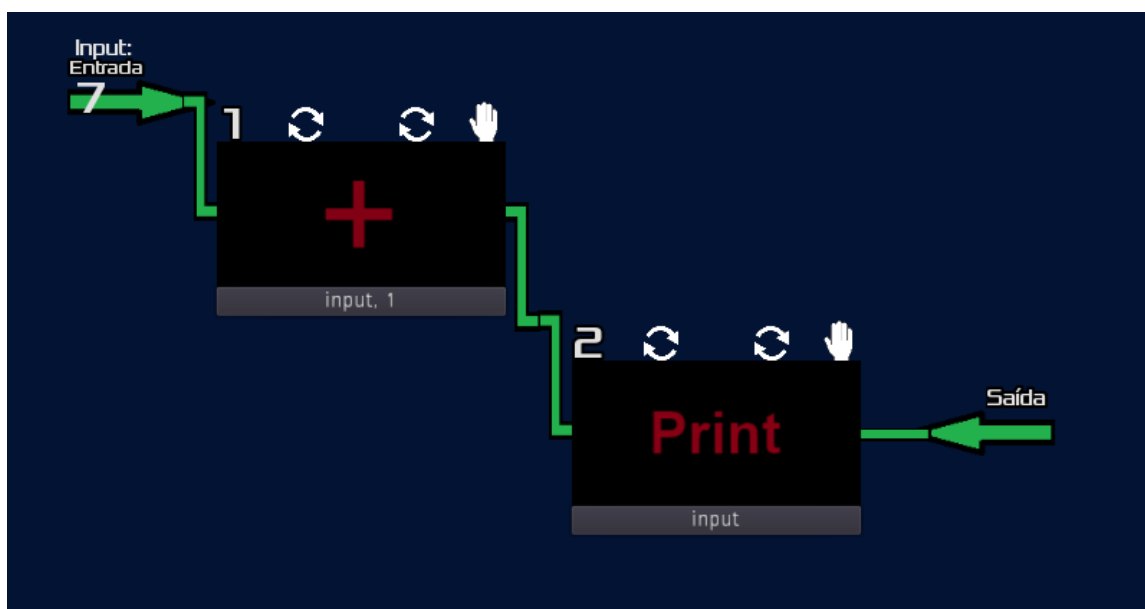 Input:
Entrada
7
1
+
input, 1
2
Print
input
Saída